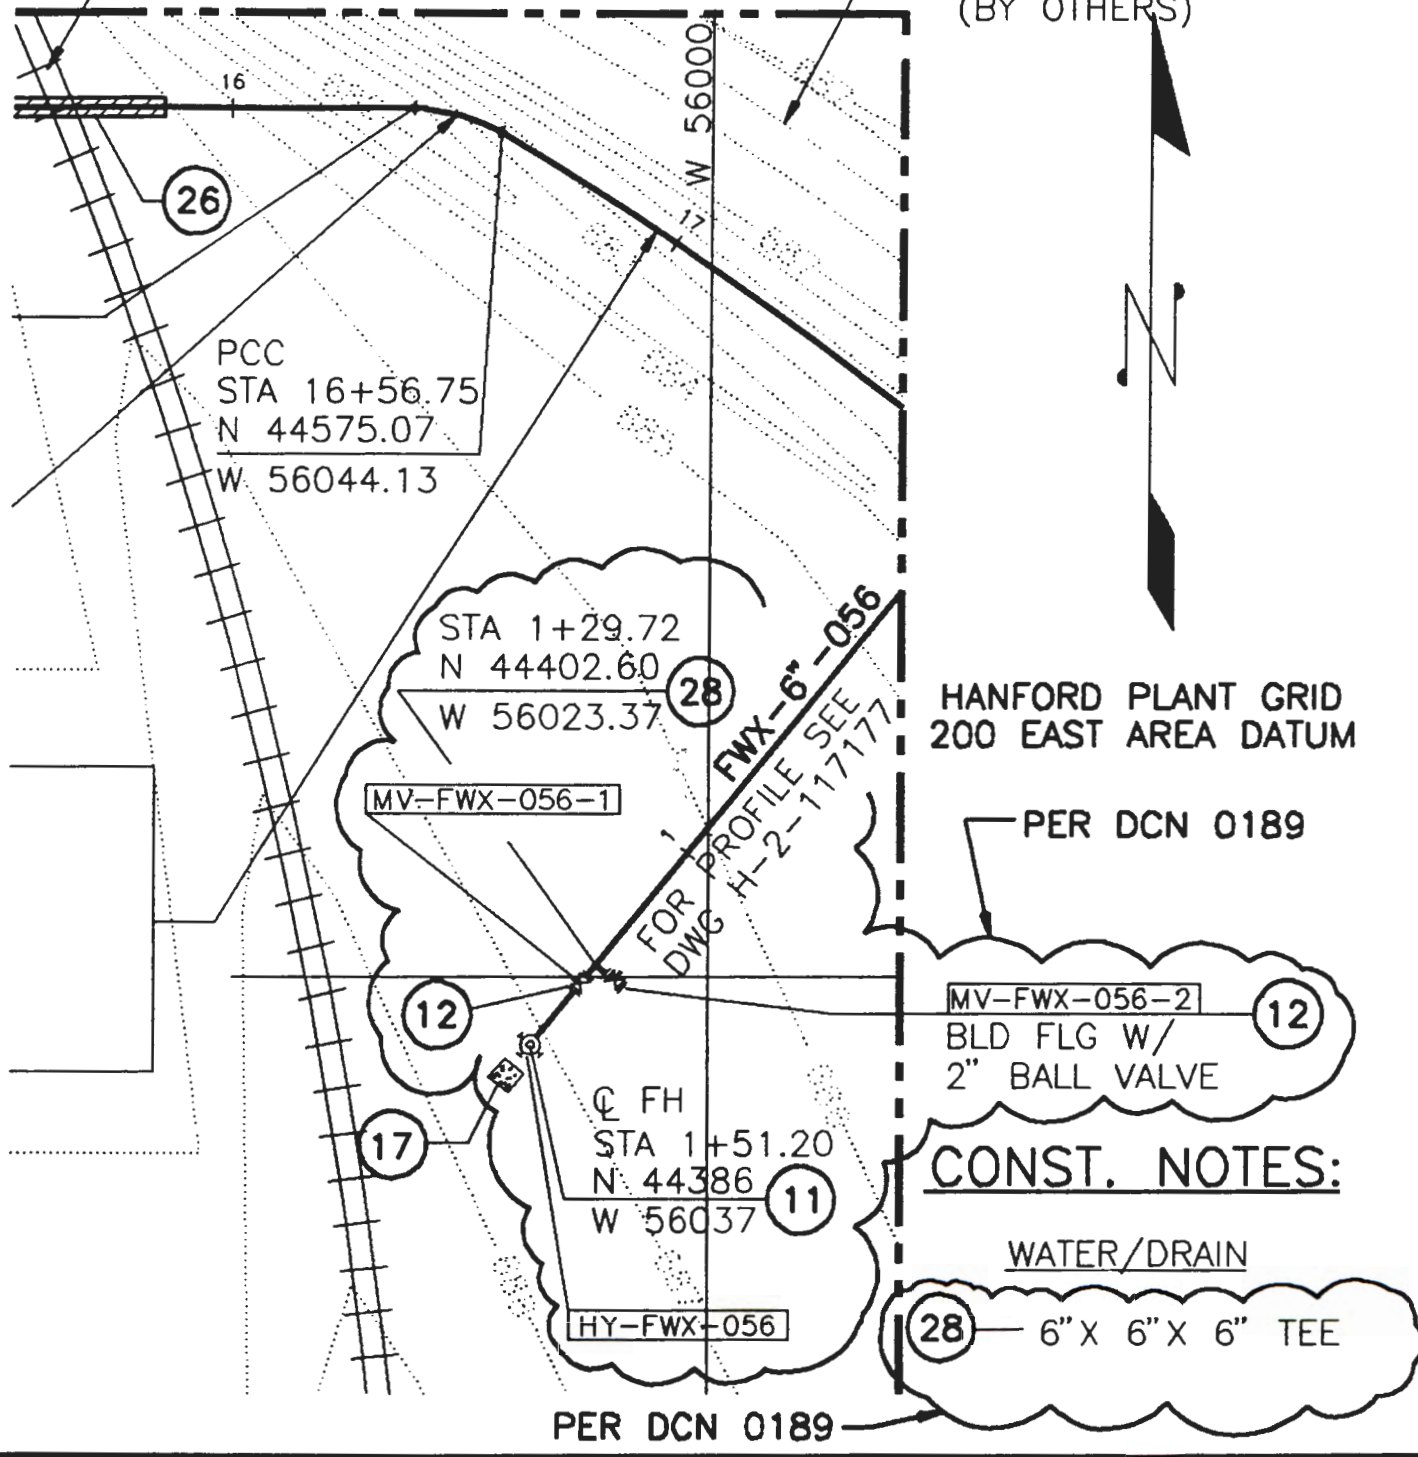 (BY OTHERS)
16
W 56000
26
17
PCC
STA 16+56.75
N 44575.07
W 56044.13
STA 1+29.72
N 44402.60
W 56023.37
28
FWX-6"-056
FOR PROFILE SEE
DWG H-2-117177
HANFORD PLANT GRID
200 EAST AREA DATUM
MV-FWX-056-1
1
PER DCN 0189
N
12
MV-FWX-056-2
12
BLD FLG W/
2" BALL VALVE
℄ FH
STA 1+51.20
N 44386
W 56037
11
17
HY-FWX-056
CONST. NOTES:
WATER/DRAIN
28 6" X 6" X 6" TEE
PER DCN 0189